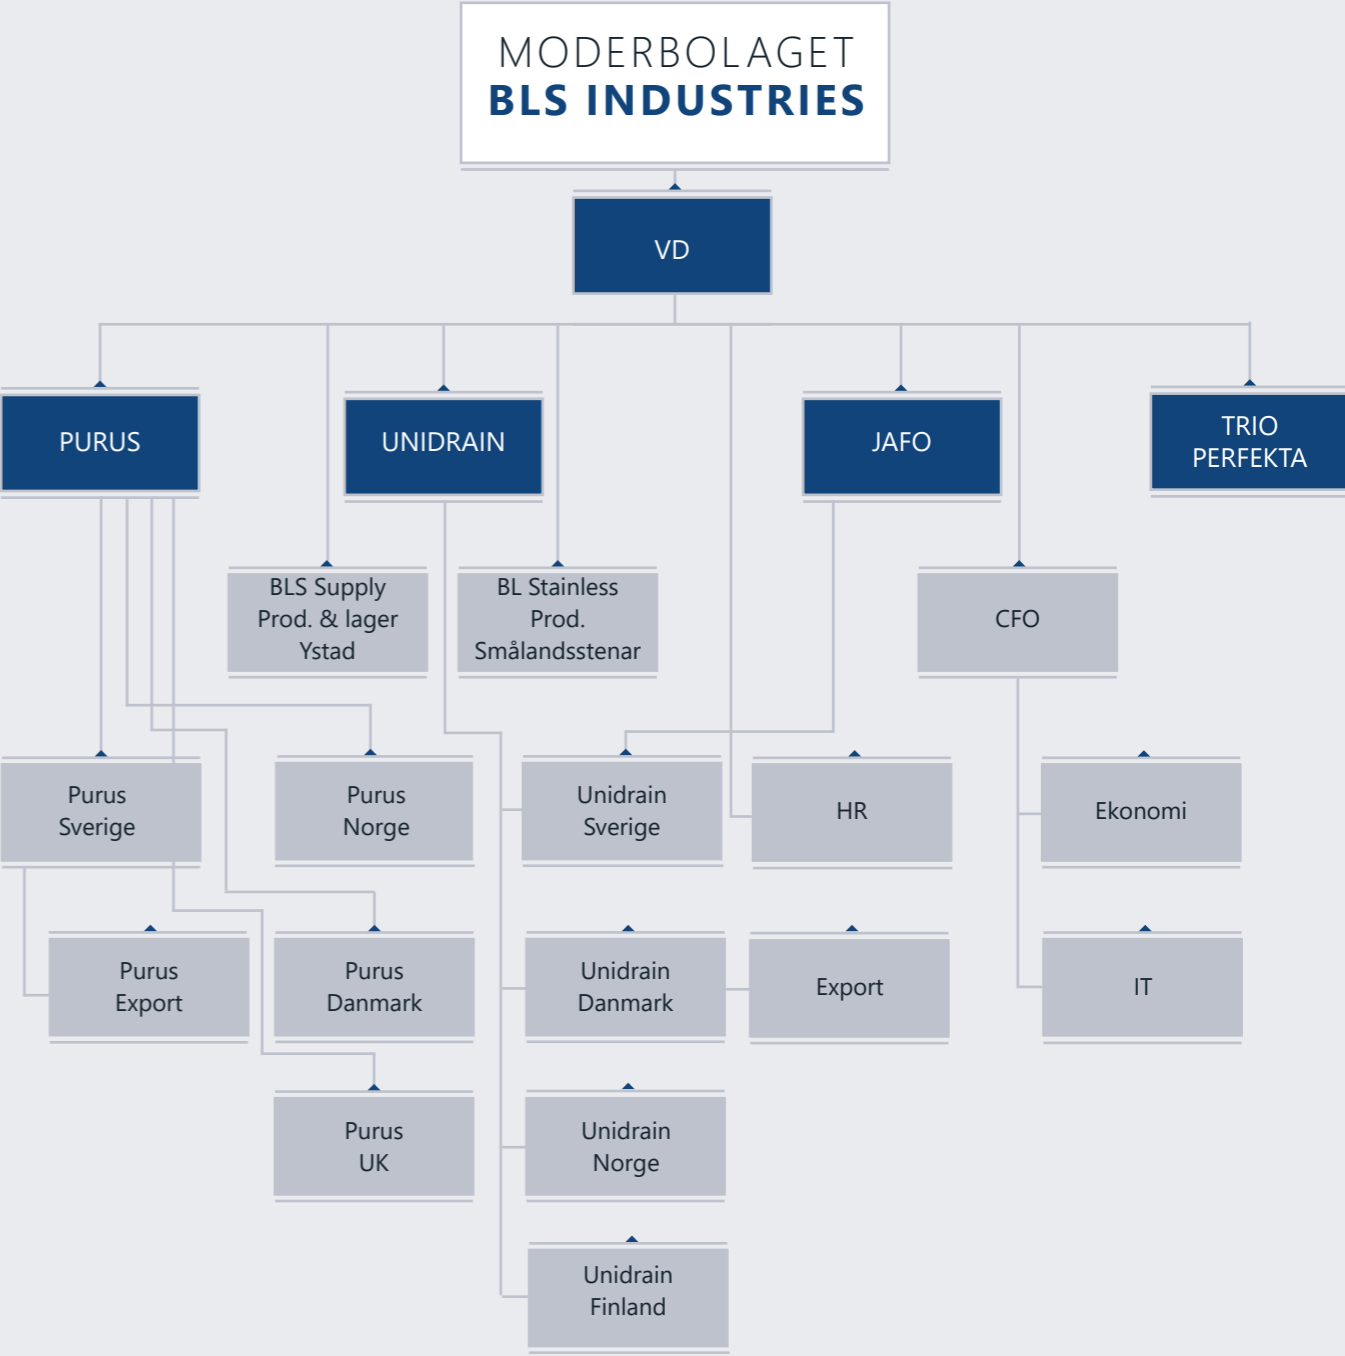 MODERBOLAGET
BLS INDUSTRIES
VD
PURUS
UNIDRAIN
JAFO
TRIO
PERFEKTA
BLS Supply
Prod. & lager
Ystad
BL Stainless
Prod.
Smålandsstenar
CFO
Purus
Sverige
Purus
Norge
Unidrain
Sverige
HR
Ekonomi
Purus
Export
Purus
Danmark
Unidrain
Danmark
Export
IT
Purus
UK
Unidrain
Norge
Unidrain
Finland